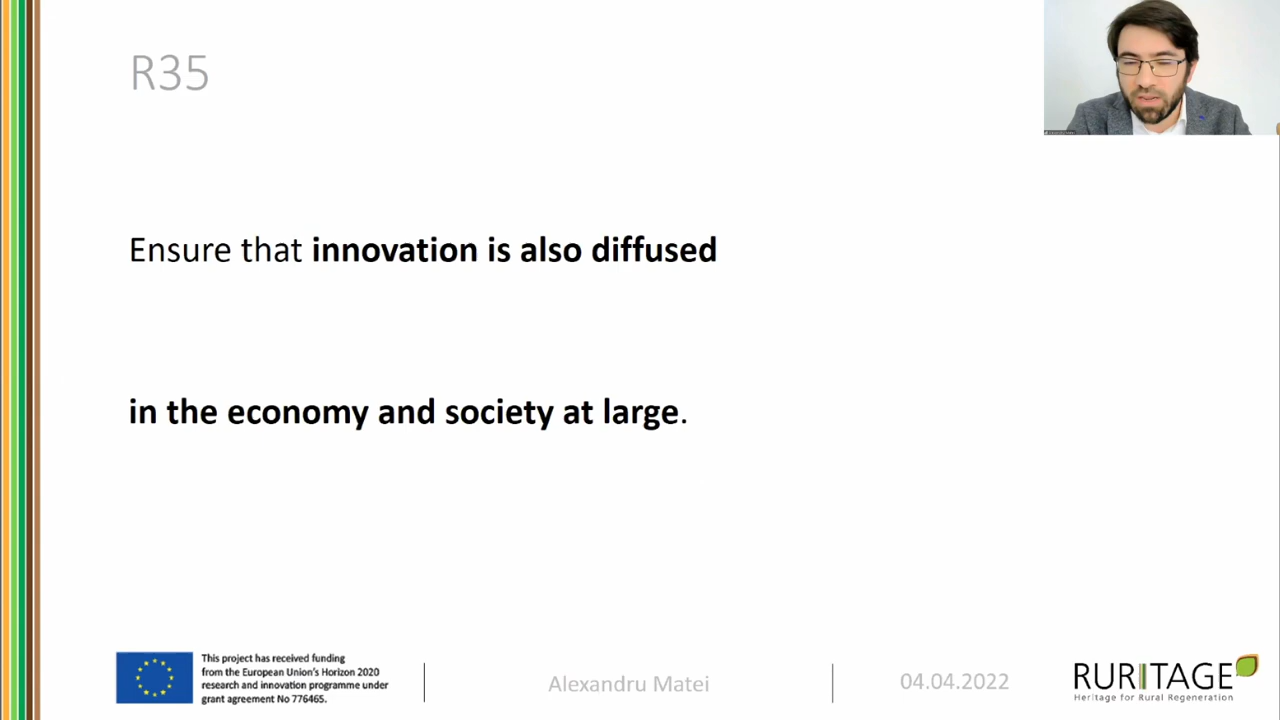 R35
Ensure that innovation is also diffused
in the economy and society at large.
This project has received funding
from the European Union's Horizon 2020
research and innovation programme under
grant agreement No 776465.
Alexandru Matei
04.04.2022
RURITAGE
Heritage for Rural Regeneration